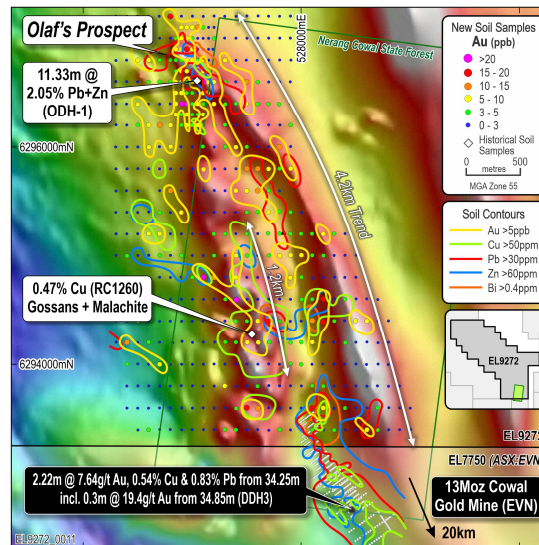 Olaf's Prospect
11.33m @
2.05% Pb+Zn
(ODH-1)
528000mE
Nerang Cowal State Forest
New Soil Samples
Au (ppb)
>20
15 - 20
10 - 15
5 - 10
3 - 5
0 - 3
Historical Soil
Samples
0 500
metres
MGA Zone 55
6296000mN
4.2km Trend
Soil Contours
Au >5ppb
Cu >50ppm
Pb >30ppm
Zn >60ppm
Bi >0.4ppm
1.2km
0.47% Cu (RC1260)
Gossans + Malachite
EL9272
6294000mN
EL9272
EL7750 (ASX:EVN)
2.22m @ 7.64g/t Au, 0.54% Cu & 0.83% Pb from 34.25m
incl. 0.3m @ 19.4g/t Au from 34.85m (DDH3)
13Moz Cowal
Gold Mine (EVN)
20km
EL9272_0011